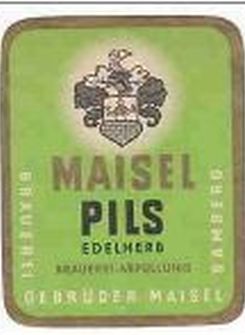 MAISEL
PILS
EDELHERB
BRAUEREI-ABFÜLLUNG
BRAUEREI
GEBRÜDER MAISEL
BAMBERG